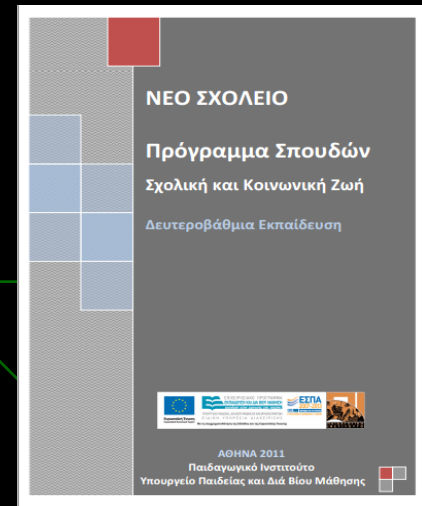 ΝΕΟ ΣΧΟΛΕΙΟ
Πρόγραμμα Σπουδών
Σχολική και Κοινωνική Ζωή
Δευτεροβάθμια Εκπαίδευση
ΕΣΠΑ
ΑΘΗΝΑ 2011
Παιδαγωγικό Ινστιτούτο
Υπουργείο Παιδείας και Διά Βίου Μάθησης